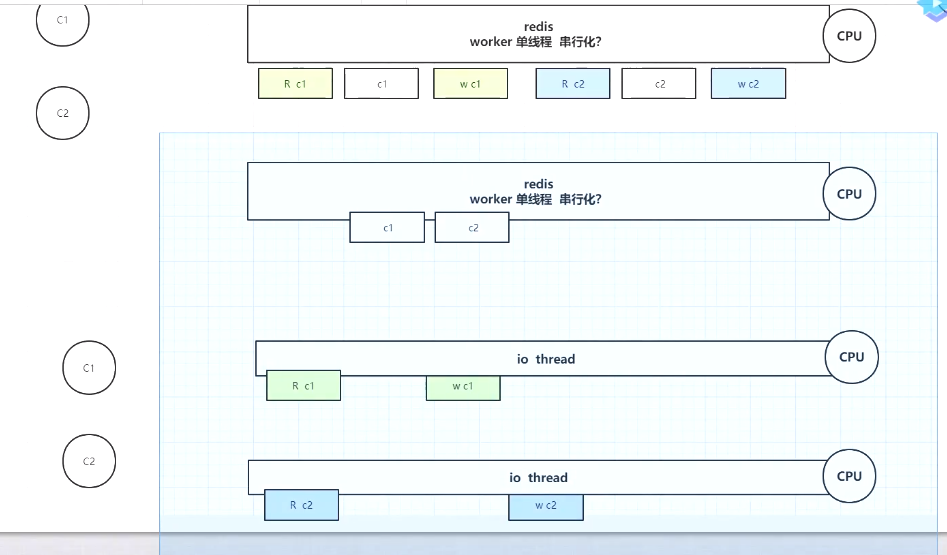 C1
redis
worker 单线程 串行化?
CPU
R c1
c1
w c1
R c2
c2
w c2
C2
redis
worker 单线程 串行化?
CPU
c1
c2
C1
io thread
CPU
R c1
w c1
C2
io thread
CPU
R c2
w c2